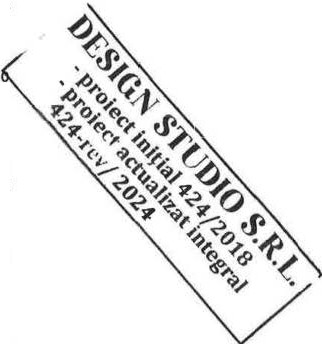 DESIGN STUDIO S.R.L.
- proiect inițial 424/2018
- proiect actualizat integral
424-rev/2024